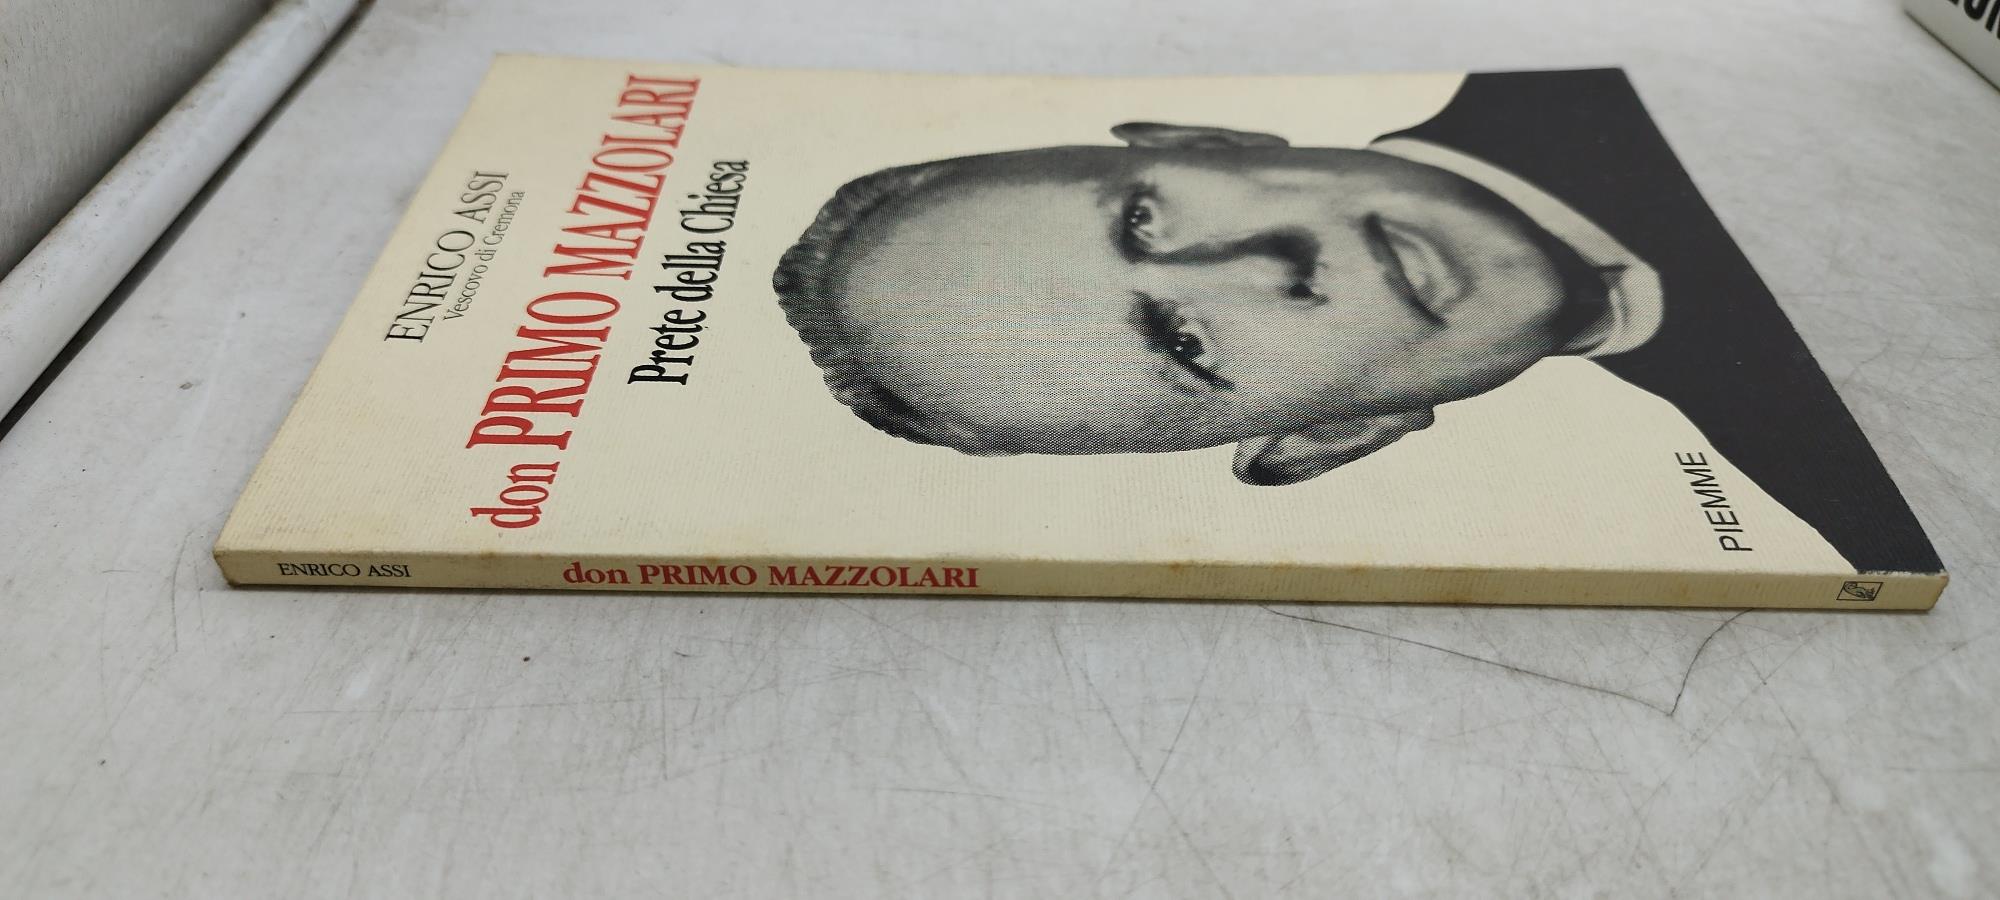 ENRICO ASSI
Vescovo di Cremona
don PRIMO MAZZOLARI
Prete della Chiesa
PIEMME
ENRICO ASSI don PRIMO MAZZOLARI